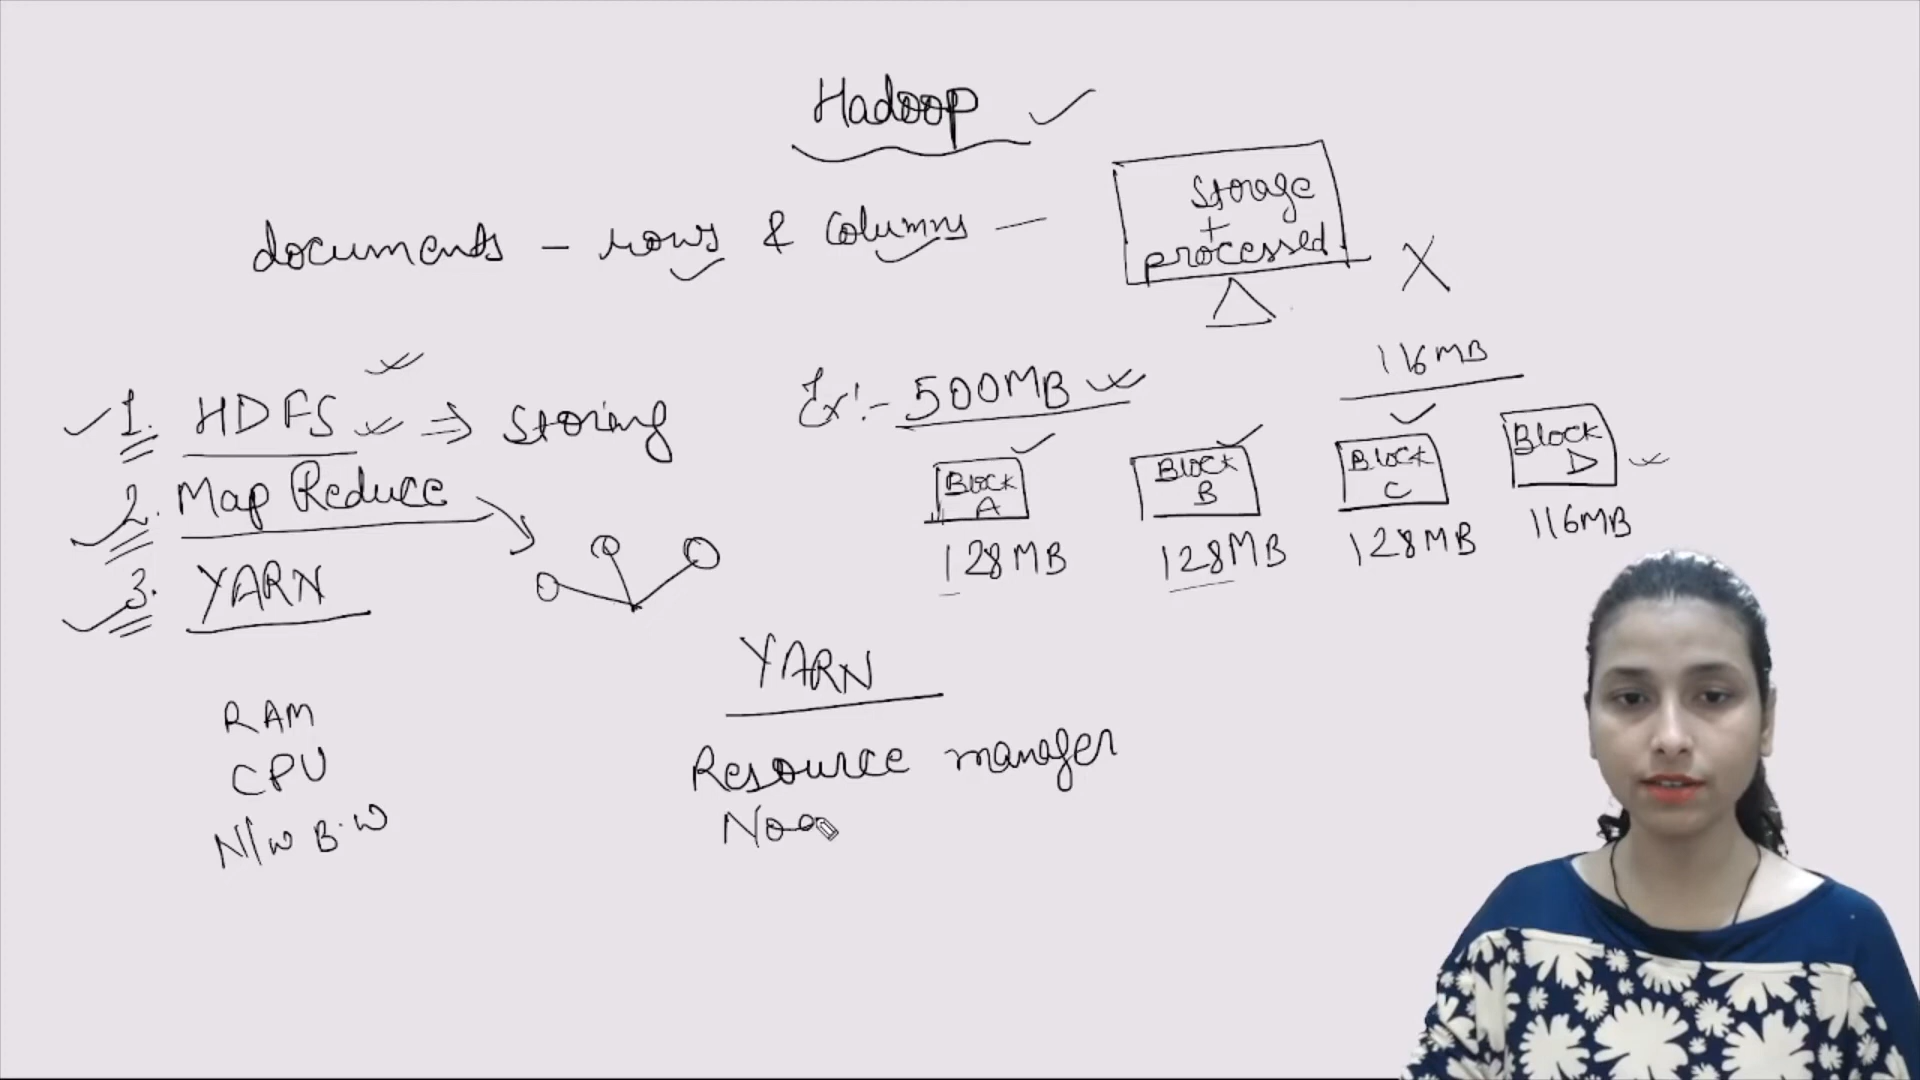 Hadoop
documents - rows & columns -
Storage
+
processed
X
1. HDFS ⇒ Storing
2. Map Reduce
3. YARN
Ex:- 500MB
116MB
Block A
Block B
Block C
Block D
128MB
128MB
128MB
116MB
RAM
CPU
N/W B.W
YARN
Resource manager